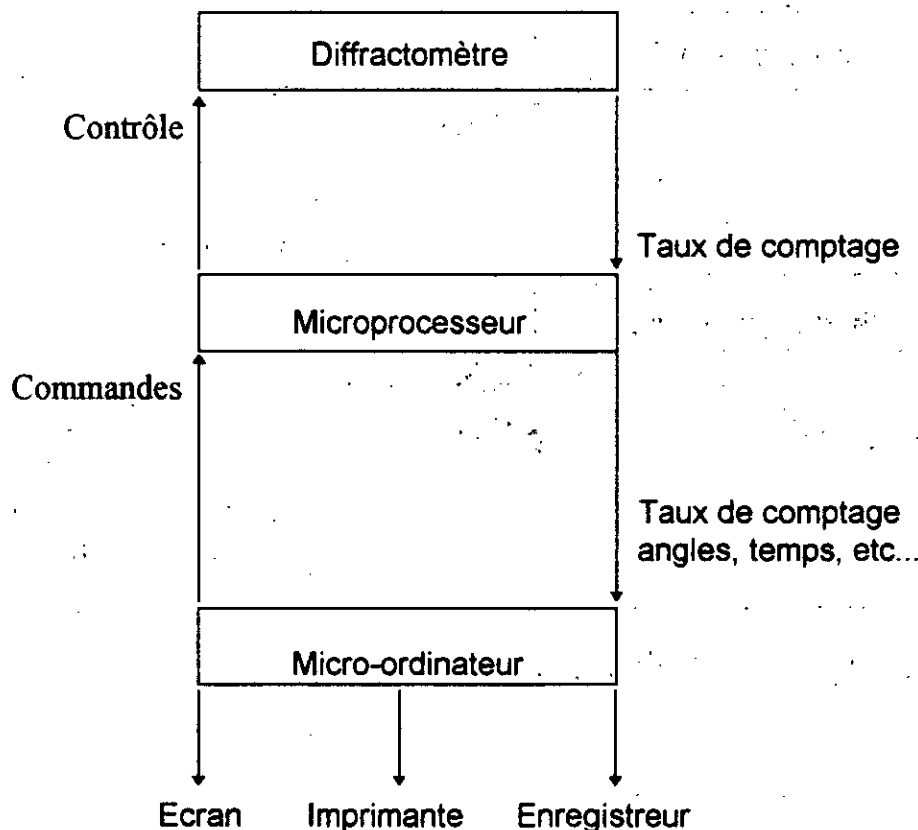 Diffractomètre
Contrôle
Taux de comptage
Microprocesseur
Commandes
Taux de comptage
angles, temps, etc...
Micro-ordinateur
Ecran Imprimante Enregistreur